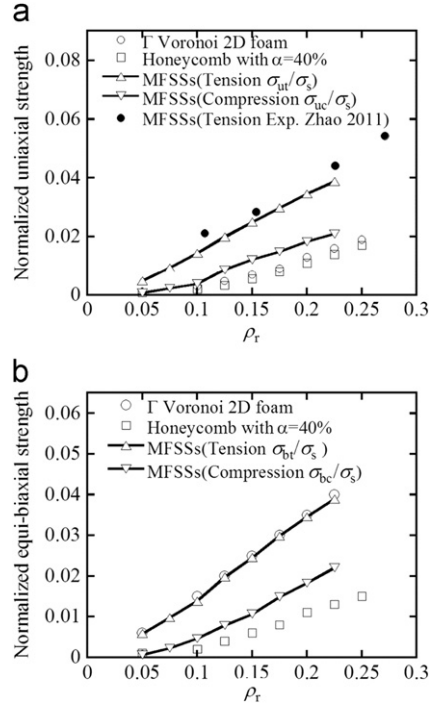 a
0.08
Γ Voronoi 2D foam
Honeycomb with α=40%
MFSSs(Tension σut/σs)
MFSSs(Compression σuc/σs)
MFSSs(Tension Exp. Zhao 2011)
0.06
0.04
0.02
0
Normalized uniaxial strength
0.0 0.05 0.1 0.15 0.2 0.25 0.3
ρr
b
0.06
Γ Voronoi 2D foam
Honeycomb with α=40%
MFSSs(Tension σbt/σs )
MFSSs(Compression σbc/σs)
0.05
0.04
0.03
0.02
0.01
0
Normalized equi-biaxial strength
0.0 0.05 0.1 0.15 0.2 0.25 0.3
ρr